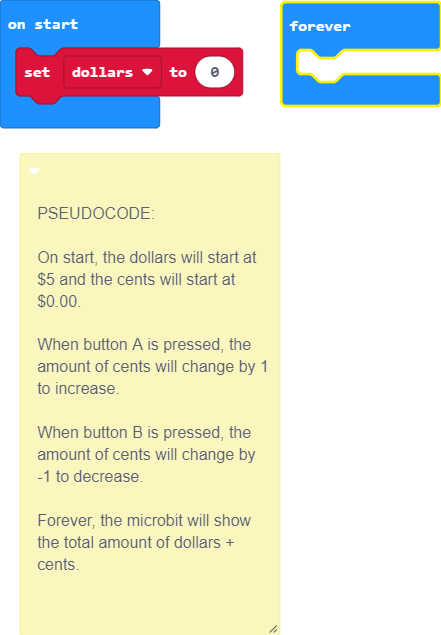 on start
set dollars to 0
forever
PSEUDOCODE:
On start, the dollars will start at
$5 and the cents will start at
$0.00.
When button A is pressed, the
amount of cents will change by 1
to increase.
When button B is pressed, the
amount of cents will change by
-1 to decrease.
Forever, the microbit will show
the total amount of dollars +
cents.